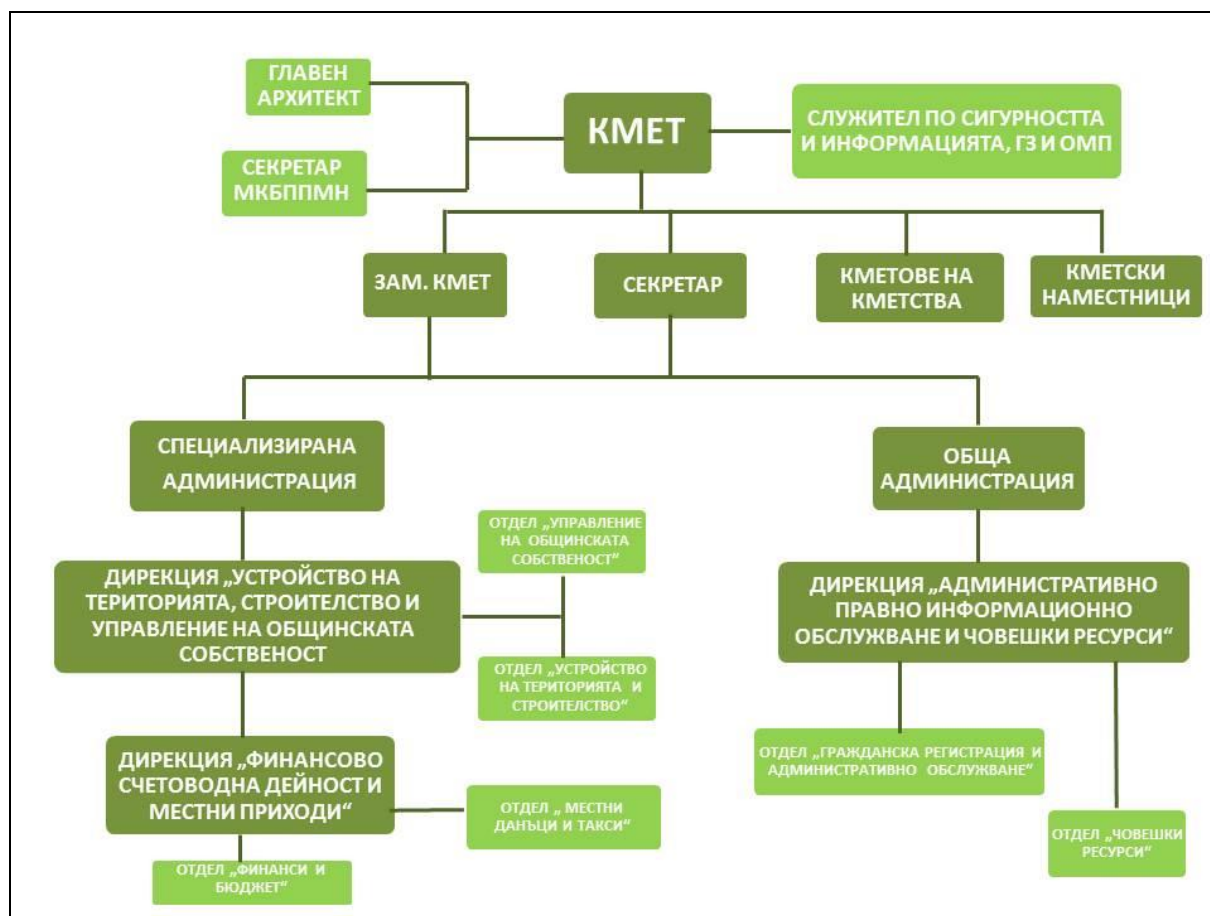 ГЛАВЕН
АРХИТЕКТ
КМЕТ
СЛУЖИТЕЛ ПО СИГУРНОСТТА
И ИНФОРМАЦИЯТА, ГЗ И ОМП
СЕКРЕТАР
МКБППМН
ЗАМ. КМЕТ
СЕКРЕТАР
КМЕТОВЕ НА
КМЕТСТВА
КМЕТСКИ
НАМЕСТНИЦИ
СПЕЦИАЛИЗИРАНА
АДМИНИСТРАЦИЯ
ОБЩА
АДМИНИСТРАЦИЯ
ОТДЕЛ „УПРАВЛЕНИЕ
НА ОБЩИНСКАТА
СОБСТВЕНОСТ“
ДИРЕКЦИЯ „УСТРОЙСТВО НА
ТЕРИТОРИЯТА, СТРОИТЕЛСТВО И
УПРАВЛЕНИЕ НА ОБЩИНСКАТА
СОБСТВЕНОСТ
ДИРЕКЦИЯ „АДМИНИСТРАТИВНО
ПРАВНО ИНФОРМАЦИОННО
ОБСЛУЖВАНЕ И ЧОВЕШКИ РЕСУРСИ“
ОТДЕЛ „УСТРОЙСТВО
НА ТЕРИТОРИЯТА И
СТРОИТЕЛСТВО“
ДИРЕКЦИЯ „ФИНАНСОВО
СЧЕТОВОДНА ДЕЙНОСТ И
МЕСТНИ ПРИХОДИ“
ОТДЕЛ „ГРАЖДАНСКА РЕГИСТРАЦИЯ И
АДМИНИСТРАТИВНО ОБСЛУЖВАНЕ“
ОТДЕЛ „ МЕСТНИ
ДАНЪЦИ И ТАКСИ“
ОТДЕЛ „ЧОВЕШКИ
РЕСУРСИ“
ОТДЕЛ „ФИНАНСИ И
БЮДЖЕТ“